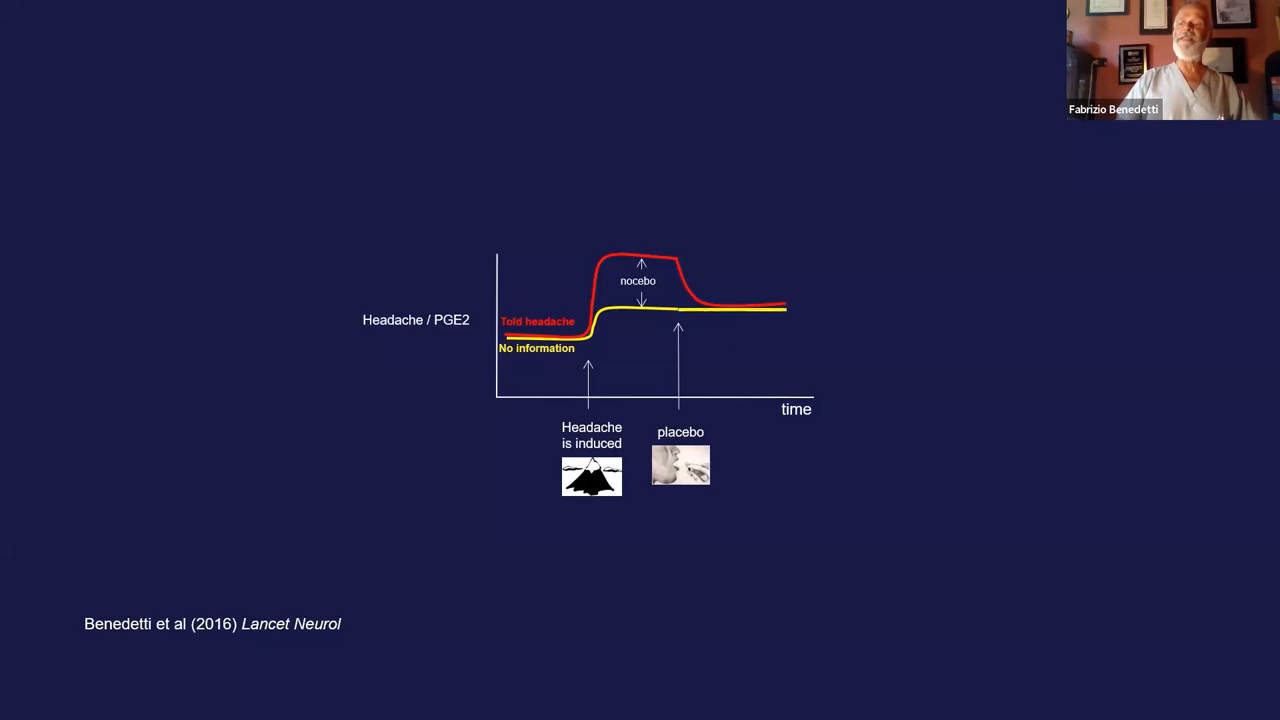 Fabrizio Benedetti
nocebo
Headache / PGE2
Told headache
No information
time
Headache
is induced
placebo
Benedetti et al (2016) Lancet Neurol